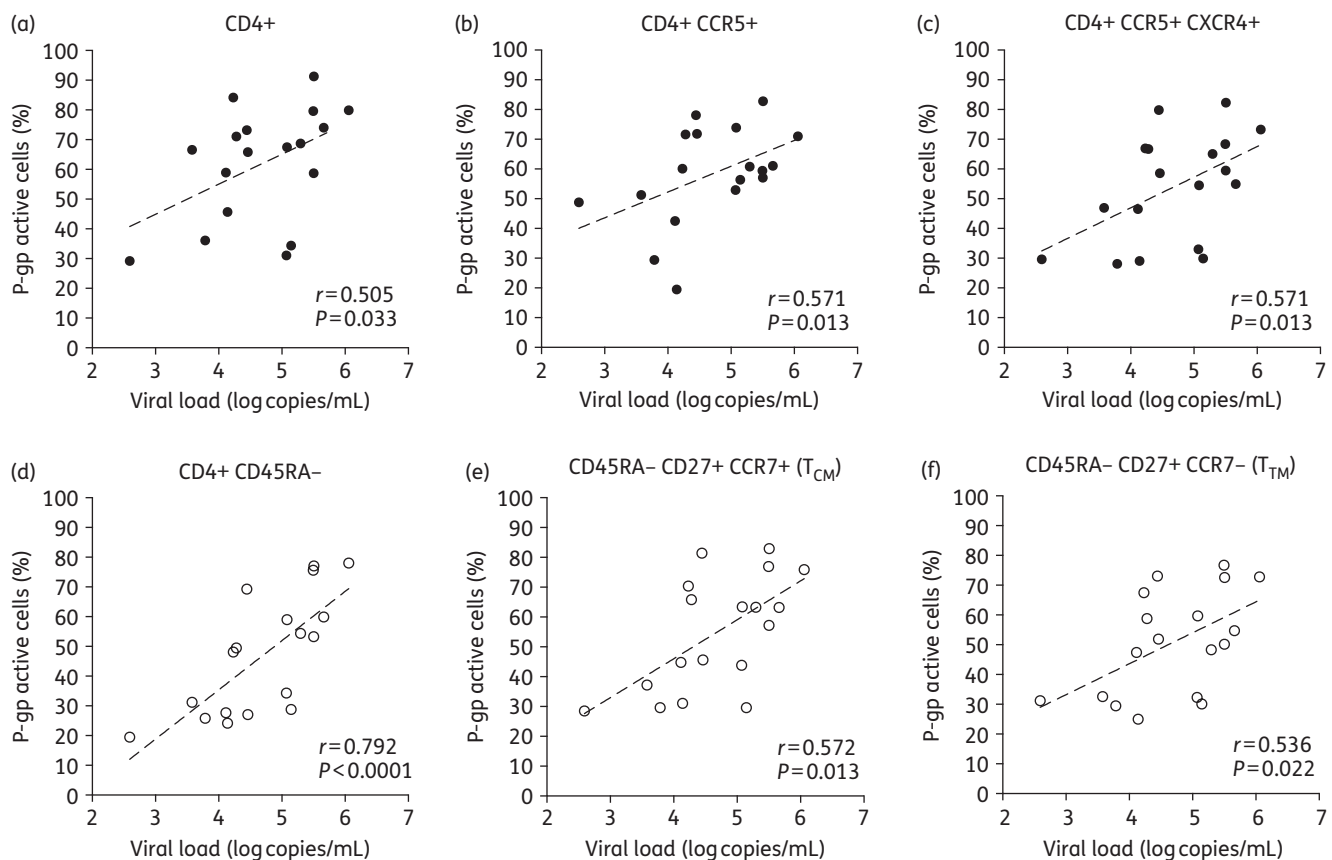 (a)
CD4+
P-gp active cells (%)
100
90
80
70
60
50
40
30
20
10
0
r=0.505
P=0.033
2 3 4 5 6 7
Viral load (log copies/mL)
(b)
CD4+ CCR5+
P-gp active cells (%)
100
90
80
70
60
50
40
30
20
10
0
r=0.571
P=0.013
2 3 4 5 6 7
Viral load (log copies/mL)
(c)
CD4+ CCR5+ CXCR4+
P-gp active cells (%)
100
90
80
70
60
50
40
30
20
10
0
r=0.571
P=0.013
2 3 4 5 6 7
Viral load (log copies/mL)
(d)
CD4+ CD45RA–
P-gp active cells (%)
100
90
80
70
60
50
40
30
20
10
0
r=0.792
P<0.0001
2 3 4 5 6 7
Viral load (log copies/mL)
(e)
CD45RA– CD27+ CCR7+ (TCM)
P-gp active cells (%)
100
90
80
70
60
50
40
30
20
10
0
r=0.572
P=0.013
2 3 4 5 6 7
Viral load (log copies/mL)
(f)
CD45RA– CD27+ CCR7– (TTM)
P-gp active cells (%)
100
90
80
70
60
50
40
30
20
10
0
r=0.536
P=0.022
2 3 4 5 6 7
Viral load (log copies/mL)